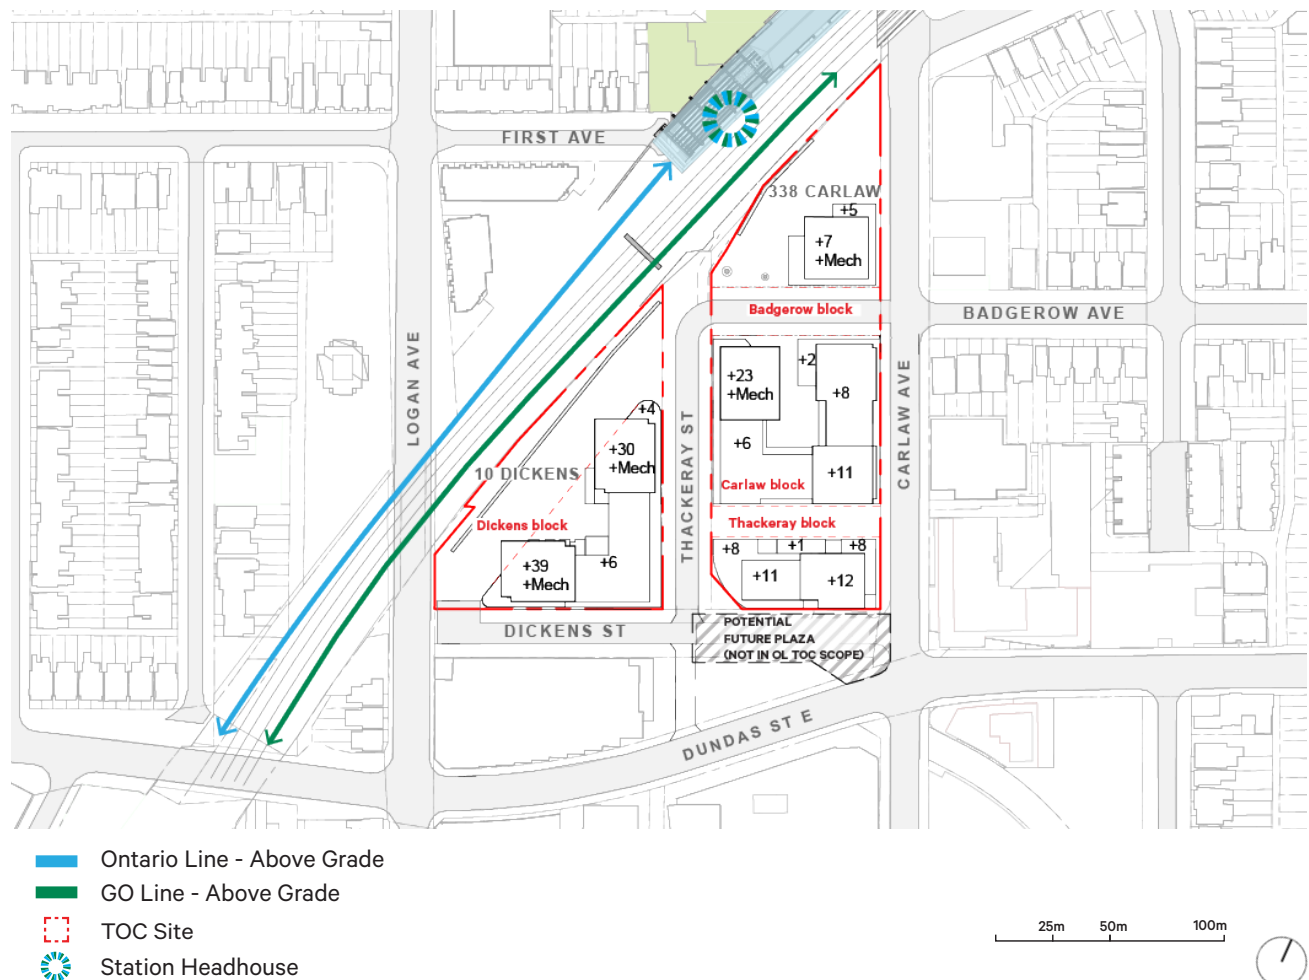 FIRST AVE
338 CARLAW
+5
+7
+Mech
Badgerow block
BADGEROW AVE
LOGAN AVE
CARLAW AVE
THACKERAY ST
+23
+Mech
+2
+8
+6
+11
Carlaw block
+4
+30
+Mech
10 DICKENS
Dickens block
+39
+Mech
+6
Thackeray block
+8
+1
+8
+11
+12
DICKENS ST
POTENTIAL
FUTURE PLAZA
(NOT IN OL TOC SCOPE)
DUNDAS ST E
Ontario Line - Above Grade
GO Line - Above Grade
TOC Site
Station Headhouse
25m
50m
100m